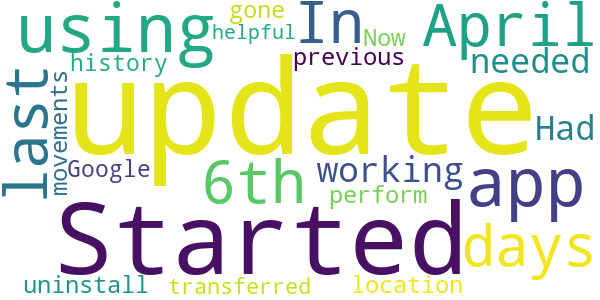 gone
using
In
April
helpful
Now
history
previous
needed
last
movements
update
Had
Google
6th
working
app
perform
Started
days
uninstall
transferred
location